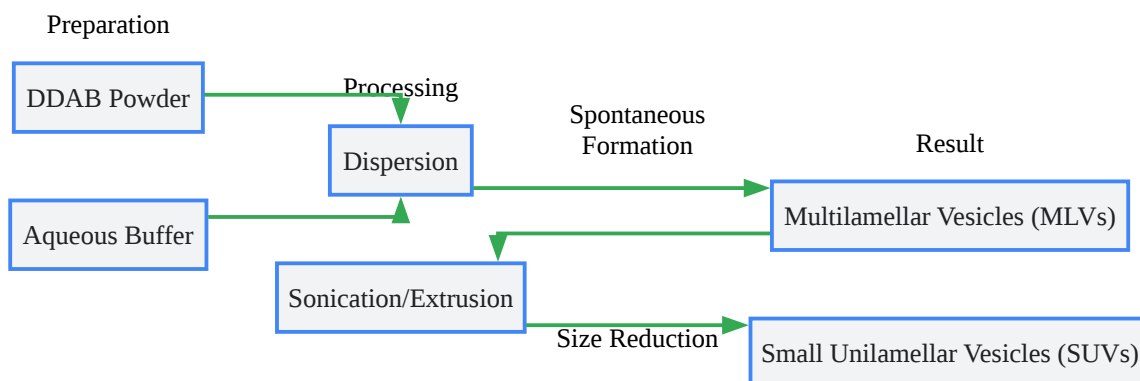 Preparation
DDAB Powder
Processing
Dispersion
Spontaneous
Formation
Result
Aqueous Buffer
Multilamellar Vesicles (MLVs)
Sonication/Extrusion
Size Reduction
Small Unilamellar Vesicles (SUVs)